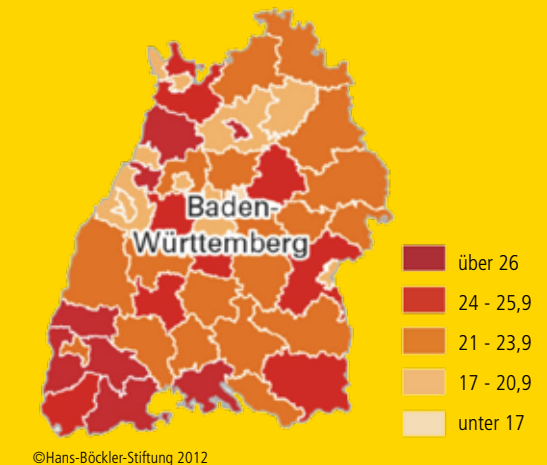 Baden-
Württemberg
über 26
24 - 25,9
21 - 23,9
17 - 20,9
unter 17
©Hans-Böckler-Stiftung 2012